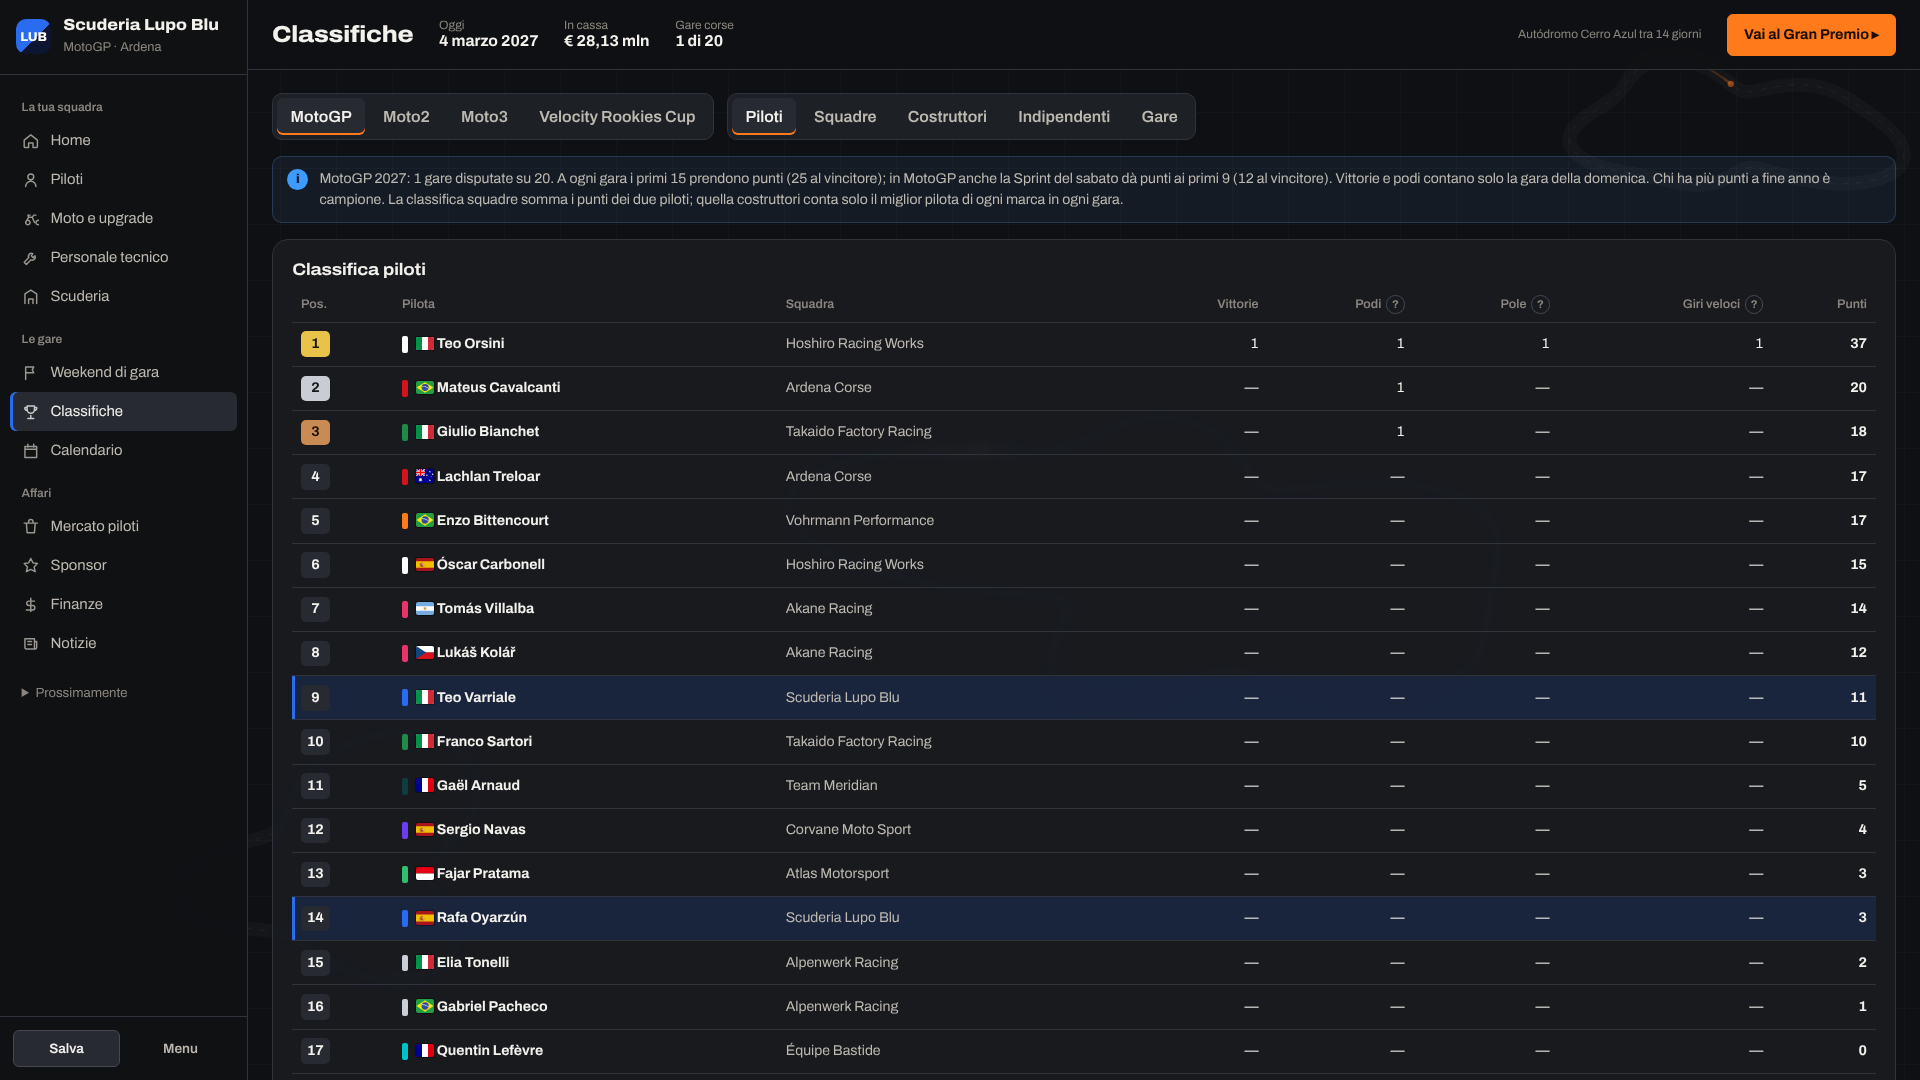 LUB
Scuderia Lupo Blu
MotoGP · Ardena
La tua squadra
Home
Piloti
Moto e upgrade
Personale tecnico
Scuderia
Le gare
Weekend di gara
Classifiche
Calendario
Affari
Mercato piloti
Sponsor
Finanze
Notizie
▶ Prossimamente
Salva Menu
Classifiche
Oggi
4 marzo 2027
In cassa
€ 28,13 mln
Gare corse
1 di 20
Autódromo Cerro Azul tra 14 giorni
Vai al Gran Premio ▸
MotoGP Moto2 Moto3 Velocity Rookies Cup
Piloti Squadre Costruttori Indipendenti Gare
i
MotoGP 2027: 1 gare disputate su 20. A ogni gara i primi 15 prendono punti (25 al vincitore); in MotoGP anche la Sprint del sabato dà punti ai primi 9 (12 al vincitore). Vittorie e podi contano solo la gara della domenica. Chi ha più punti a fine anno è
campione. La classifica squadre somma i punti dei due piloti; quella costruttori conta solo il miglior pilota di ogni marca in ogni gara.
Classifica piloti
Pos. Pilota Squadra Vittorie Podi ? Pole ? Giri veloci ? Punti
1 Teo Orsini Hoshiro Racing Works 1 1 1 1 37
2 Mateus Cavalcanti Ardena Corse — 1 — — 20
3 Giulio Bianchet Takaido Factory Racing — 1 — — 18
4 Lachlan Treloar Ardena Corse — — — — 17
5 Enzo Bittencourt Vohrmann Performance — — — — 17
6 Óscar Carbonell Hoshiro Racing Works — — — — 15
7 Tomás Villalba Akane Racing — — — — 14
8 Lukáš Kolář Akane Racing — — — — 12
9 Teo Varriale Scuderia Lupo Blu — — — — 11
10 Franco Sartori Takaido Factory Racing — — — — 10
11 Gaël Arnaud Team Meridian — — — — 5
12 Sergio Navas Corvane Moto Sport — — — — 4
13 Fajar Pratama Atlas Motorsport — — — — 3
14 Rafa Oyarzún Scuderia Lupo Blu — — — — 3
15 Elia Tonelli Alpenwerk Racing — — — — 2
16 Gabriel Pacheco Alpenwerk Racing — — — — 1
17 Quentin Lefèvre Équipe Bastide — — — — 0